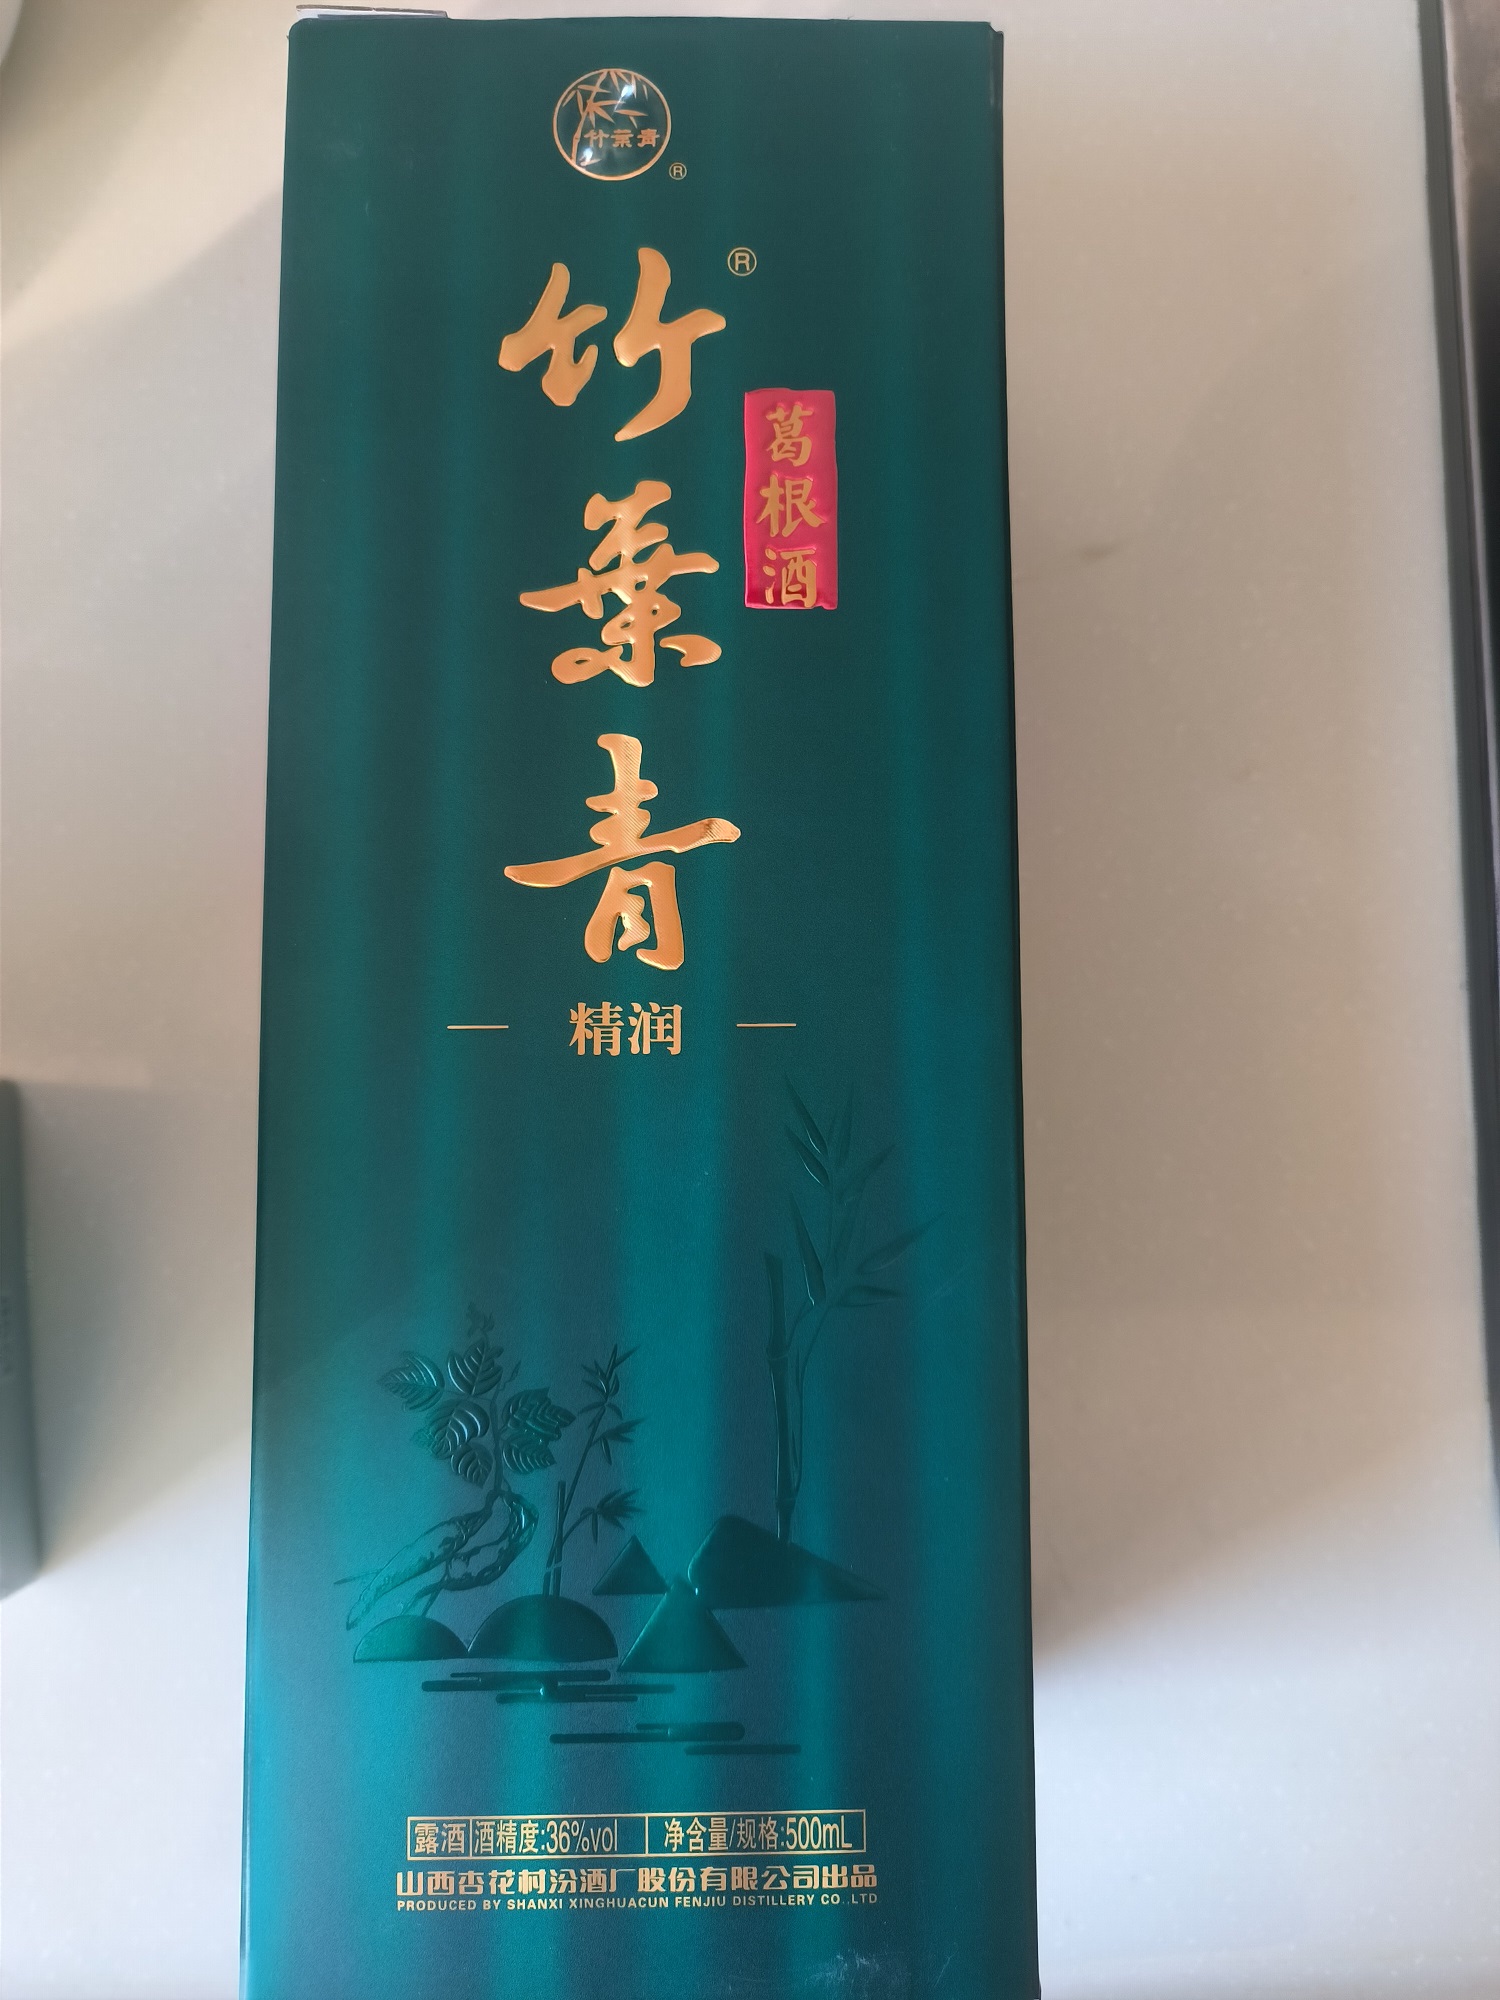 竹葉青
®
竹葉青®
葛根酒
精润
露酒 酒精度:36%vol 净含量/规格:500mL
山西杏花村汾酒厂股份有限公司出品
PRODUCED BY SHANXI XINGHUACUN FENJIU DISTILLERY CO.,LTD